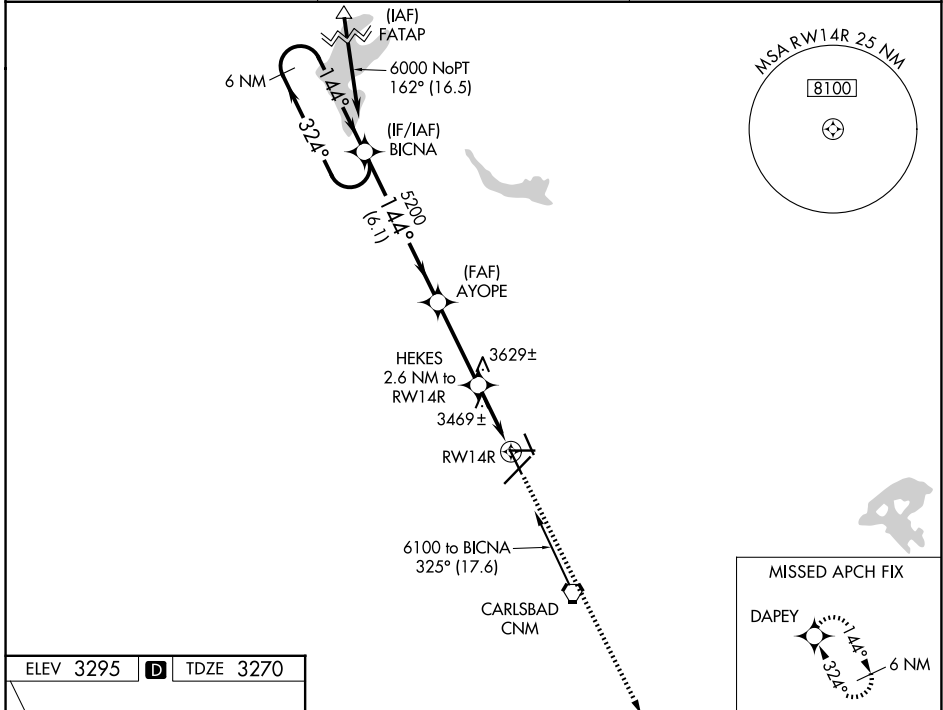 (IAF)
FATAP
6000 NoPT
162° (16.5)
6 NM
144°
324°
(IF/IAF)
BICNA
5200
144°
(6.1)
(FAF)
AYOPE
HEKES
2.6 NM to
RW14R
3629±
3469±
RW14R
6100 to BICNA
325° (17.6)
CARLSBAD
CNM
MSA RW14R 25 NM
8100
MISSED APCH FIX
DAPEY
144°
324°
6 NM
ELEV 3295 D TDZE 3270